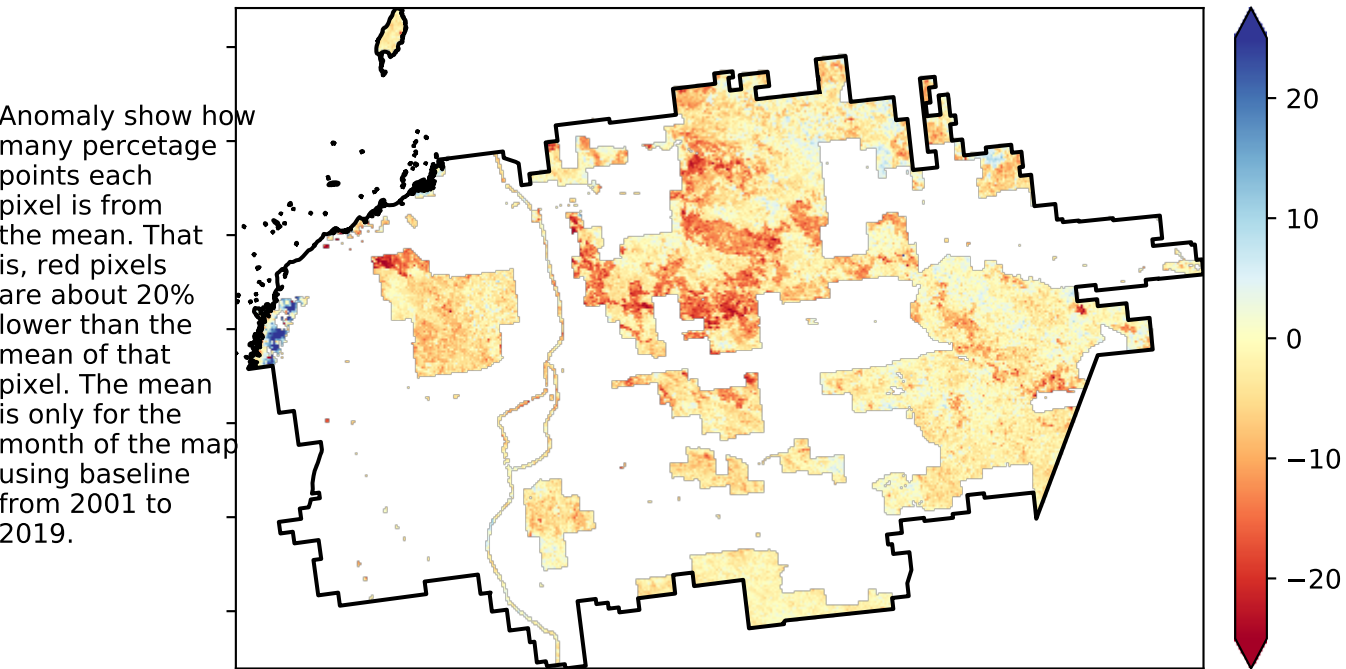 Anomaly show how
many percetage
points each
pixel is from
the mean. That
is, red pixels
are about 20%
lower than the
mean of that
pixel. The mean
is only for the
month of the map
using baseline
from 2001 to
2019.
20
10
0
−10
−20